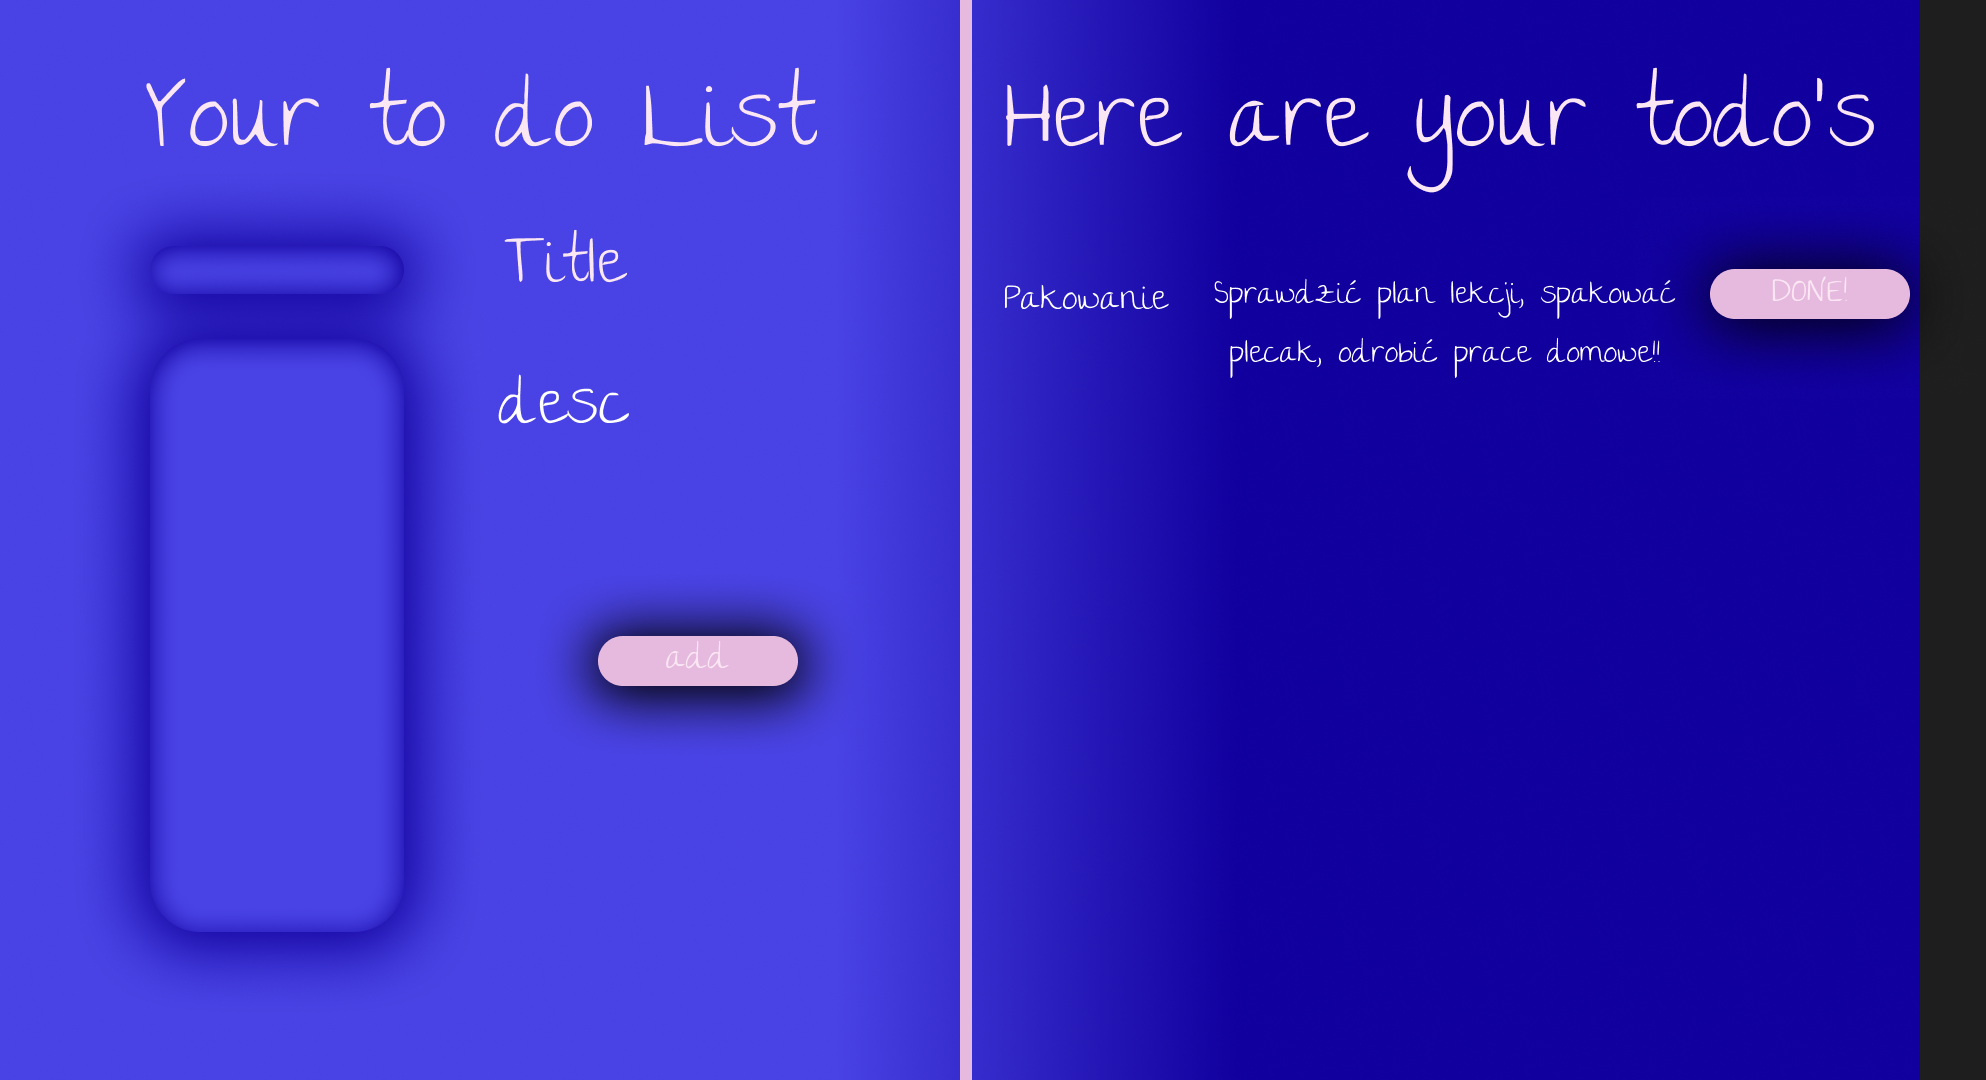 Your to do List
Title
desc
add
Here are your todo's
Pakowanie
Sprawdzić plan lekcji, spakować
plecak, odrobić prace domowe!!
DONE!